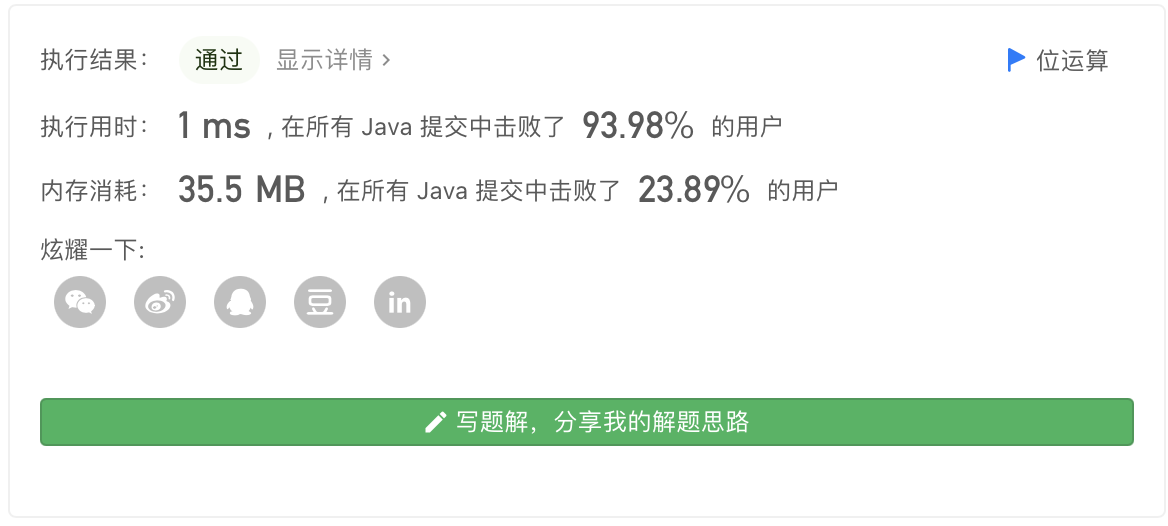 执行结果： 通过 显示详情 › 位运算
执行用时： 1 ms , 在所有 Java 提交中击败了 93.98% 的用户
内存消耗： 35.5 MB , 在所有 Java 提交中击败了 23.89% 的用户
炫耀一下:
豆 in
写题解，分享我的解题思路